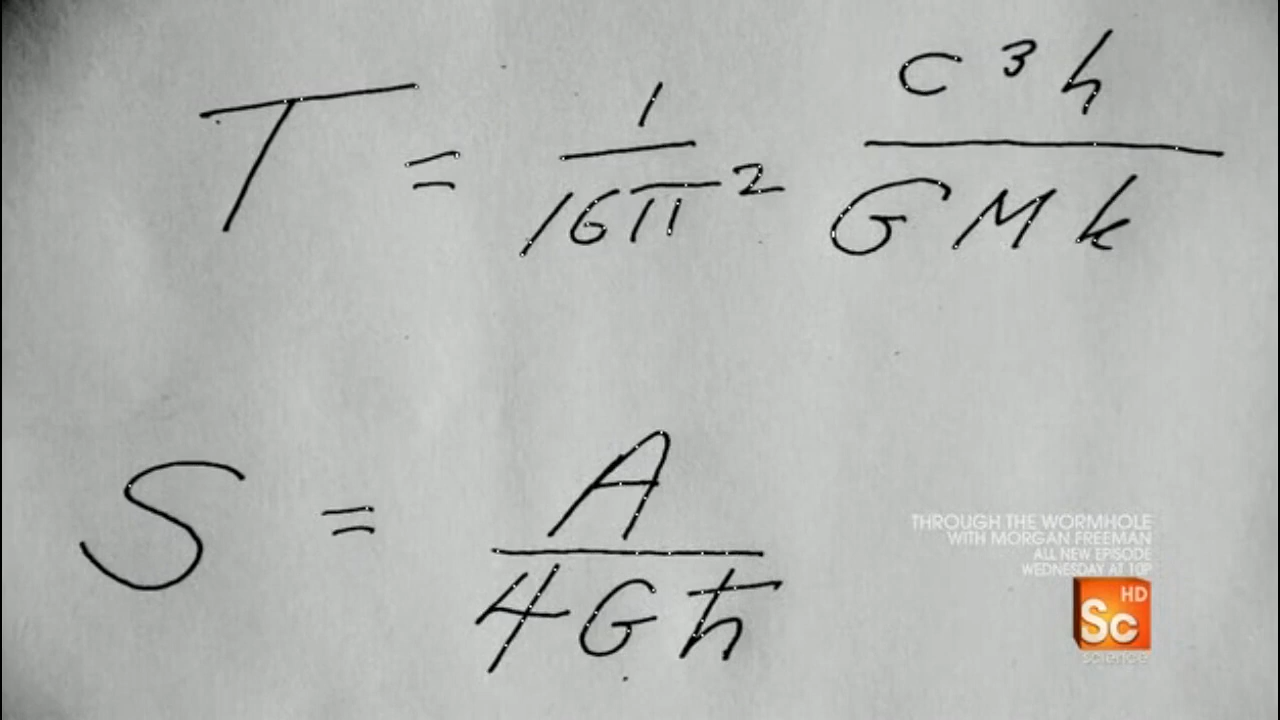 T = 1/16π² c³h/GMk
S = A/4Għ
THROUGH THE WORMHOLE
WITH MORGAN FREEMAN
ALL NEW EPISODE
WEDNESDAY AT 10P
HD
Sc
science